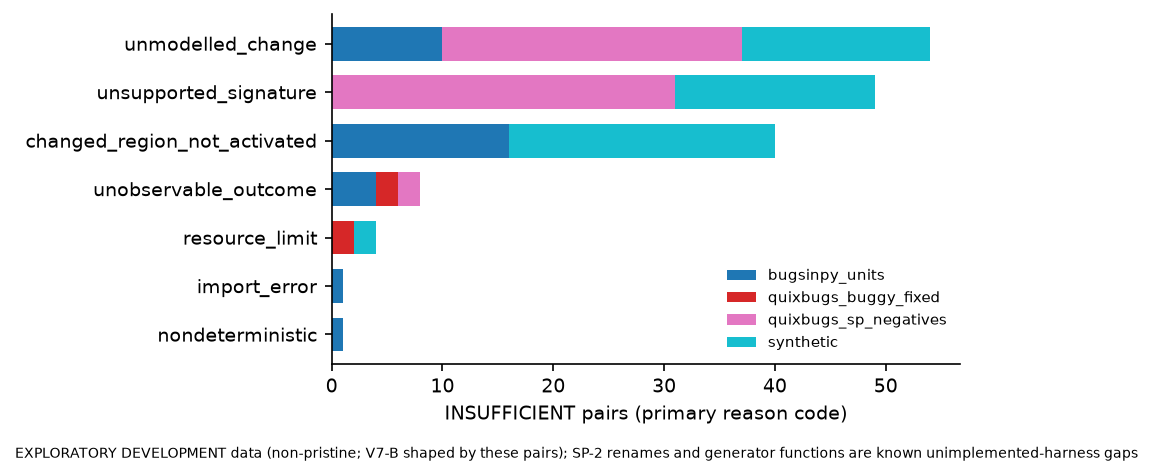 unmodelled_change
unsupported_signature
changed_region_not_activated
unobservable_outcome
resource_limit
import_error
nondeterministic
bugsinpy_units
quixbugs_buggy_fixed
quixbugs_sp_negatives
synthetic
0 10 20 30 40 50
INSUFFICIENT pairs (primary reason code)
EXPLORATORY DEVELOPMENT data (non-pristine; V7-B shaped by these pairs); SP-2 renames and generator functions are known unimplemented-harness gaps